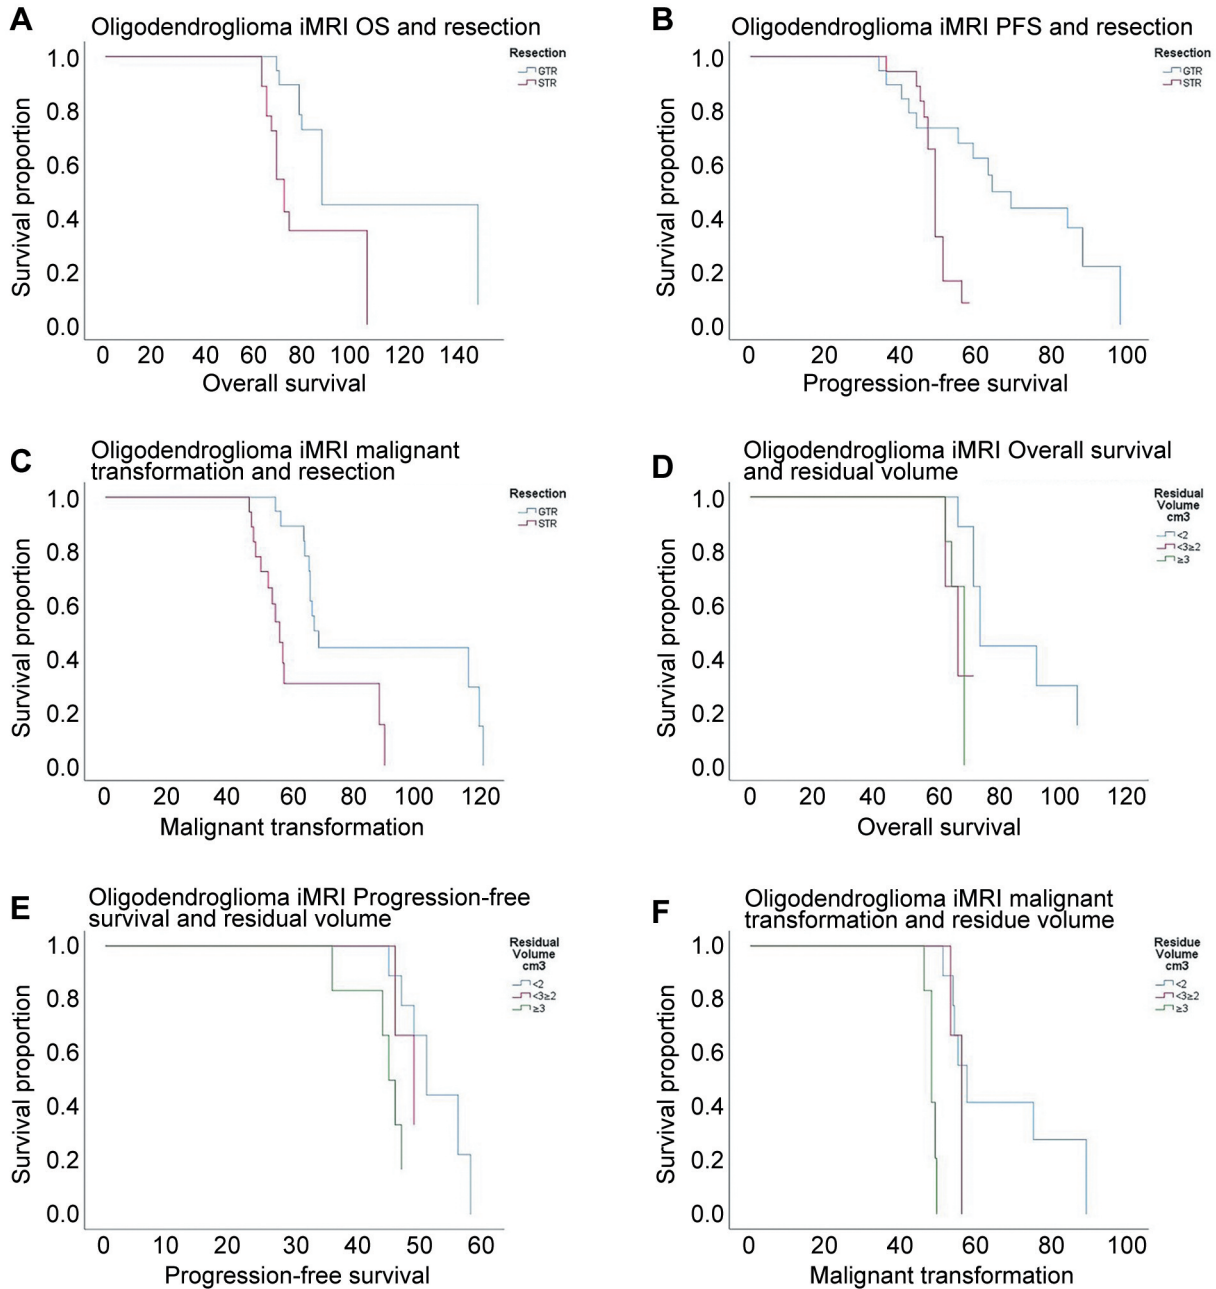 A
Oligodendroglioma iMRI OS and resection
Resection
GTR
STR
Survival proportion
1.0
0.8
0.6
0.4
0.2
0.0
0 20 40 60 80 100 120 140
Overall survival
B
Oligodendroglioma iMRI PFS and resection
Resection
GTR
STR
Survival proportion
1.0
0.8
0.6
0.4
0.2
0.0
0 20 40 60 80 100
Progression-free survival
C
Oligodendroglioma iMRI malignant
transformation and resection
Resection
GTR
STR
Survival proportion
1.0
0.8
0.6
0.4
0.2
0.0
0 20 40 60 80 100 120
Malignant transformation
D
Oligodendroglioma iMRI Overall survival
and residual volume
Residual
Volume
cm3
<2
<3≥2
≥3
Survival proportion
1.0
0.8
0.6
0.4
0.2
0.0
0 20 40 60 80 100 120
Overall survival
E
Oligodendroglioma iMRI Progression-free
survival and residual volume
Residual
Volume
cm3
<2
<3≥2
≥3
Survival proportion
1.0
0.8
0.6
0.4
0.2
0.0
0 10 20 30 40 50 60
Progression-free survival
F
Oligodendroglioma iMRI malignant
transformation and residue volume
Residue
Volume
cm3
<2
<3≥2
≥3
Survival proportion
1.0
0.8
0.6
0.4
0.2
0.0
0 20 40 60 80 100
Malignant transformation